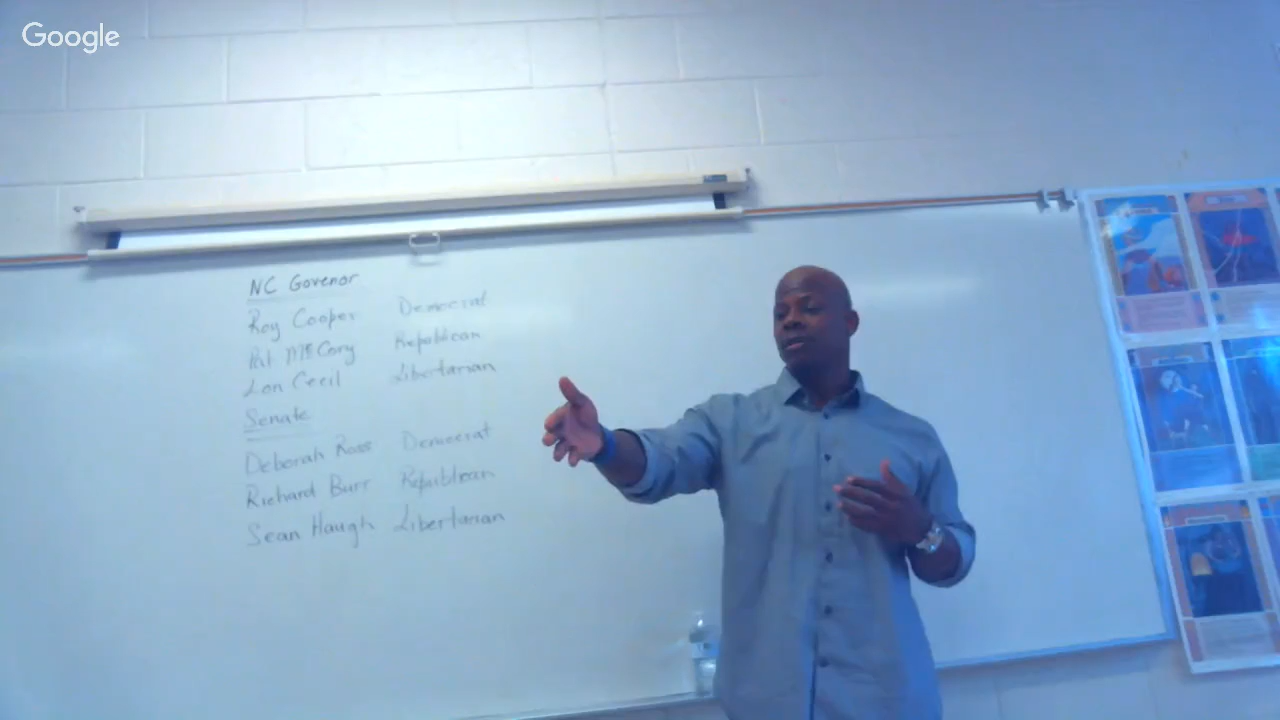 Google
NC Govenor
Roy Cooper Democrat
Pat McCory Republican
Lon Cecil Libertarian
Senate
Deborah Ross Democrat
Richard Burr Republican
Sean Haugh Libertarian